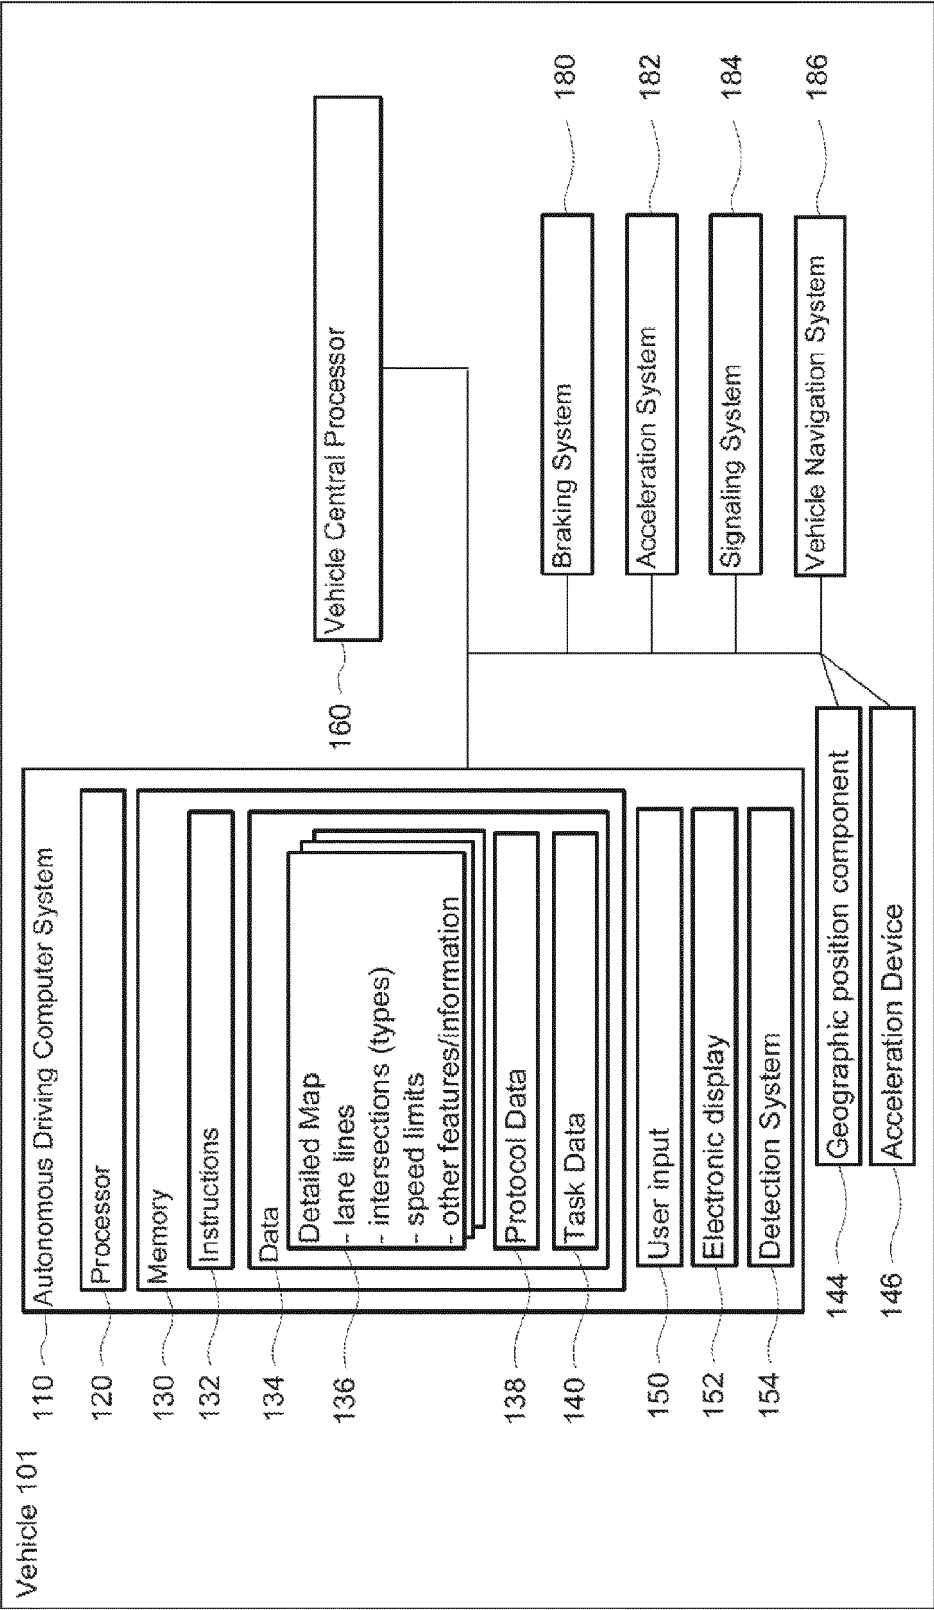 Vehicle 101
110
Autonomous Driving Computer System
120
Processor
130
Memory
132
Instructions
134
Data
136
Detailed Map
- lane lines
- intersections (types)
- speed limits
- other features/information
138
Protocol Data
140
Task Data
150
User input
152
Electronic display
154
Detection System
144
Geographic position component
146
Acceleration Device
160
Vehicle Central Processor
Braking System
180
Acceleration System
182
Signaling System
184
Vehicle Navigation System
186